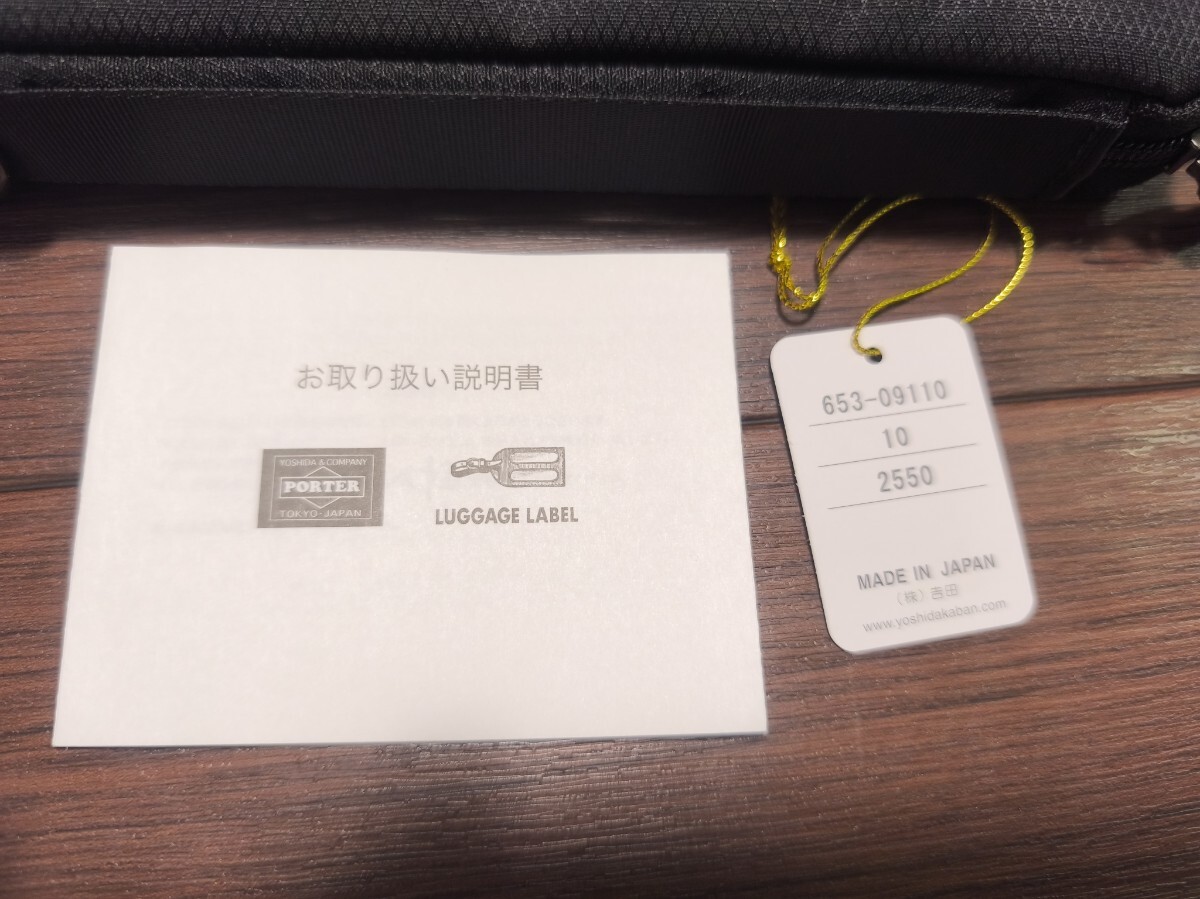 お取り扱い説明書
YOSHIDA & COMPANY
PORTER
TOKYO-JAPAN
LUGGAGE LABEL
653-09110
10
2550
MADE IN JAPAN
(株)吉田
www.yoshidakaban.com